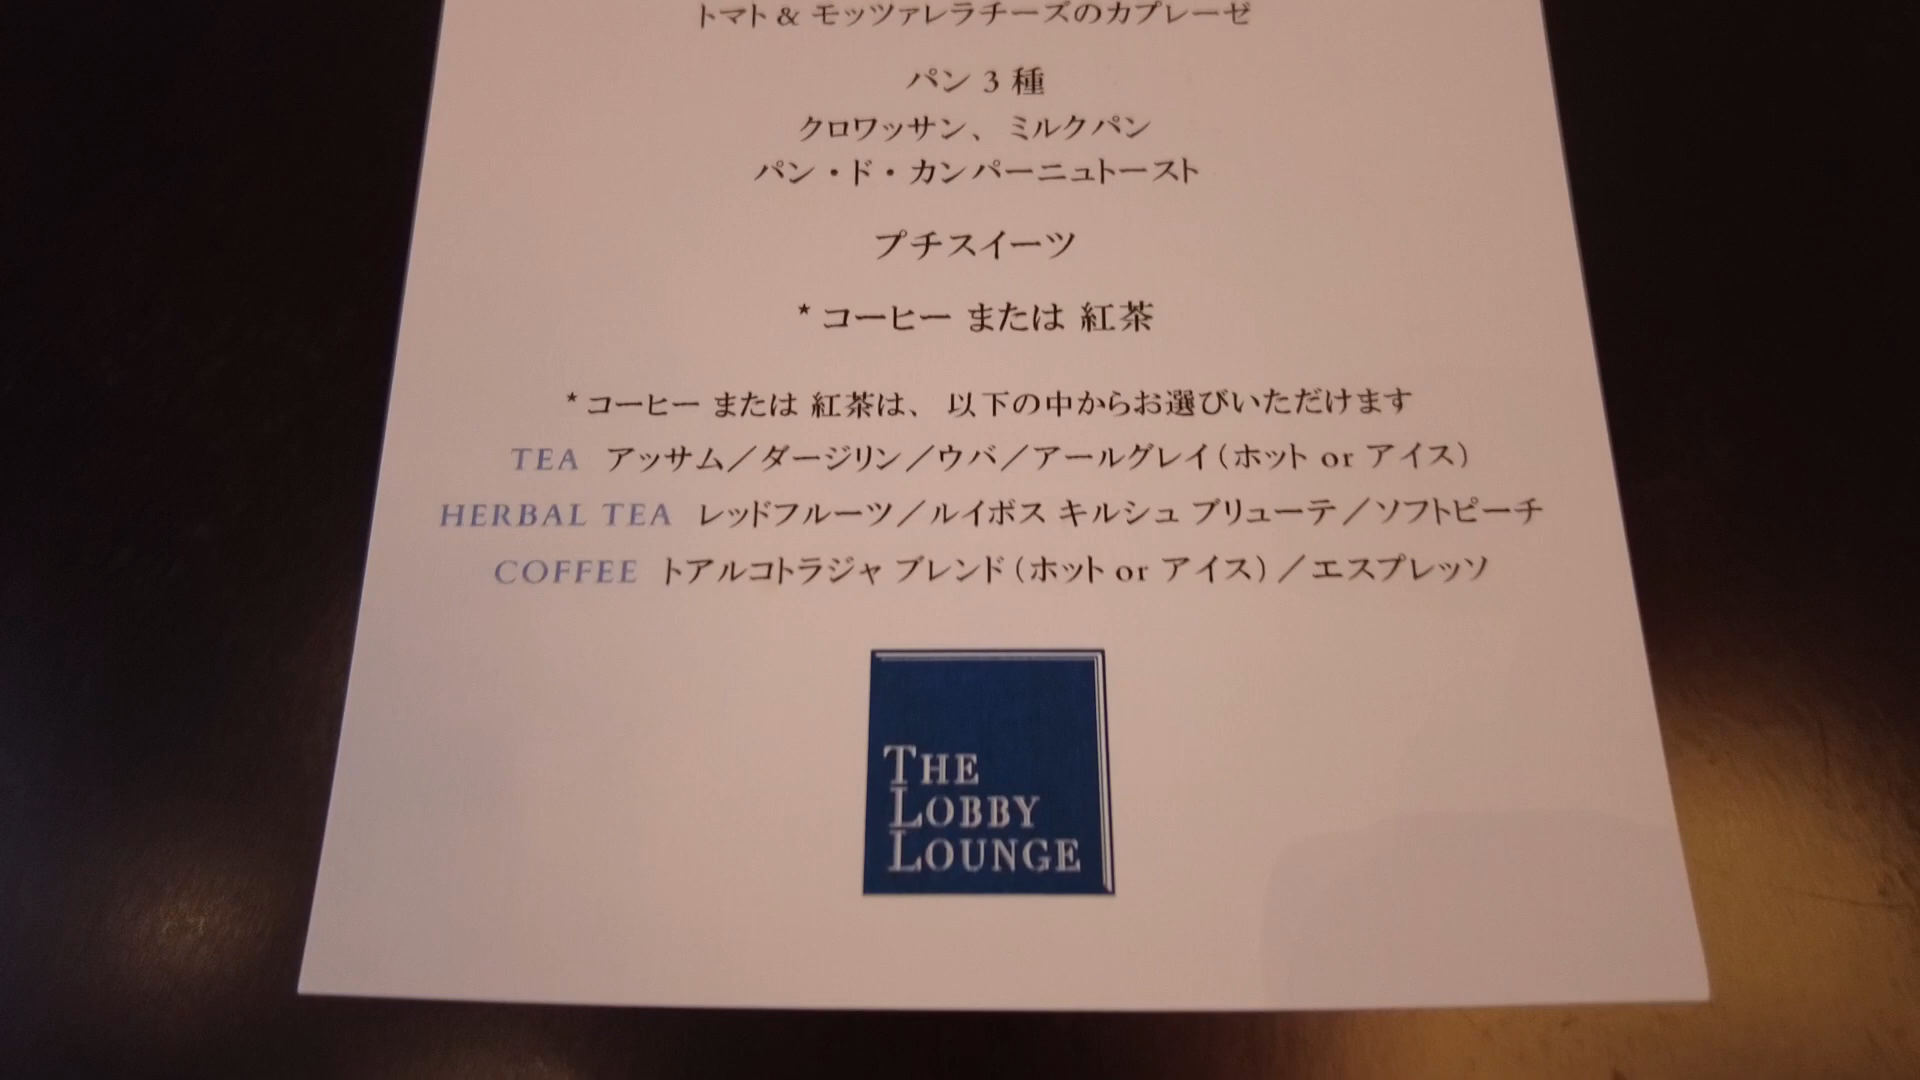 トマト & モッツァレラチーズのカプレーゼ
パン 3 種
クロワッサン、ミルクパン
パン・ド・カンパーニュトースト
プチスイーツ
* コーヒー または 紅茶
* コーヒー または 紅茶は、以下の中からお選びいただけます
TEA アッサム／ダージリン／ウバ／アールグレイ（ホット or アイス）
HERBAL TEA レッドフルーツ／ルイボス キルシュ ブリューテ／ソフトピーチ
COFFEE トアルコトラジャ ブレンド（ホット or アイス）／エスプレッソ
THE
LOBBY
LOUNGE